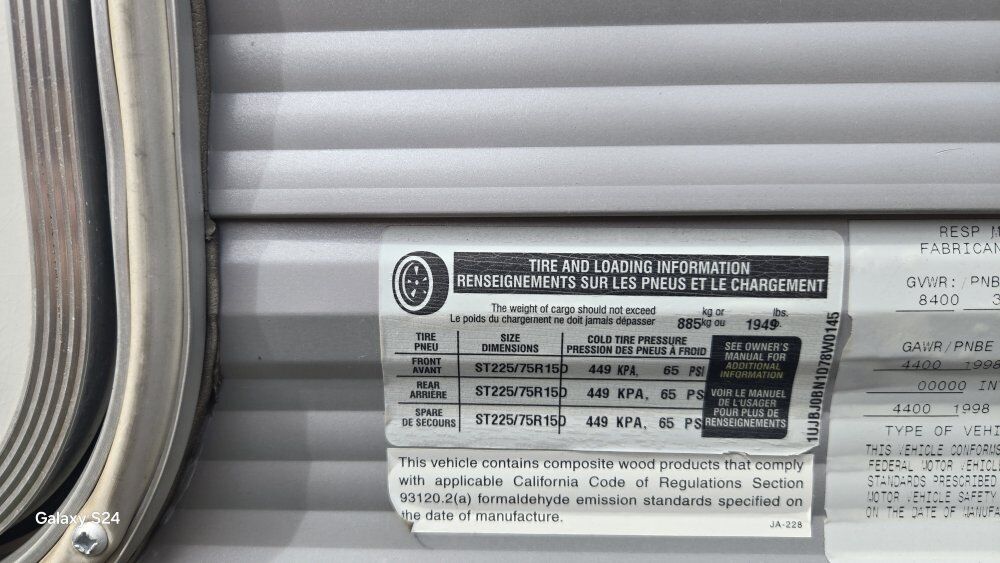 TIRE AND LOADING INFORMATION
RENSEIGNEMENTS SUR LES PNEUS ET LE CHARGEMENT
The weight of cargo should not exceed
Le poids du chargement ne doit jamais dépasser
885 kg or lbs.
kg ou 1949
TIRE SIZE COLD TIRE PRESSURE
PNEU DIMENSIONS PRESSION DES PNEUS À FROID
FRONT
AVANT ST225/75R15D 449 KPA, 65 PSI
REAR
ARRIÈRE ST225/75R15D 449 KPA, 65 PS
SPARE
DE SECOURS ST225/75R15D 449 KPA, 65 PS
SEE OWNER'S
MANUAL FOR
ADDITIONAL
INFORMATION
VOIR LE MANUEL
DE L'USAGER
POUR PLUS DE
RENSEIGNEMENTS
1UJBJ0BN1D78W0145
This vehicle contains composite wood products that comply
with applicable California Code of Regulations Section
93120.2(a) formaldehyde emission standards specified on
the date of manufacture.
JA-228
RESP M
FABRICAN
GVWR: / PNB
8400 3
GAWR / PNBE
4400 1998
00000 IN
4400 1998
TYPE OF VEHI
THIS VEHICLE CONFORMS
FEDERAL MOTOR VEHICL
STANDARDS PRESCRIBED
MOTOR VEHICLE SAFETY
ON THE DATE OF MANUFA
Galaxy S24